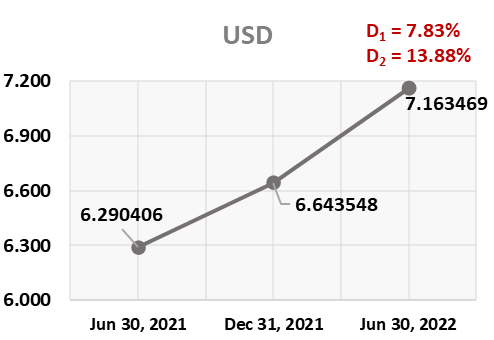 USD
D₁ = 7.83%
D₂ = 13.88%
7.200
6.900
6.600
6.300
6.000
6.290406
6.643548
7.163469
Jun 30, 2021
Dec 31, 2021
Jun 30, 2022